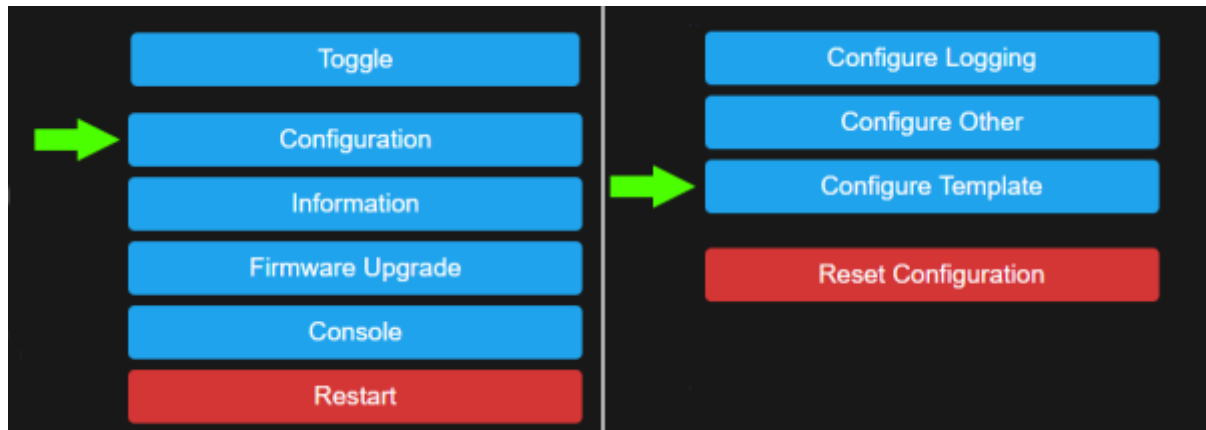 Toggle
Configuration
Information
Firmware Upgrade
Console
Restart
Configure Logging
Configure Other
Configure Template
Reset Configuration